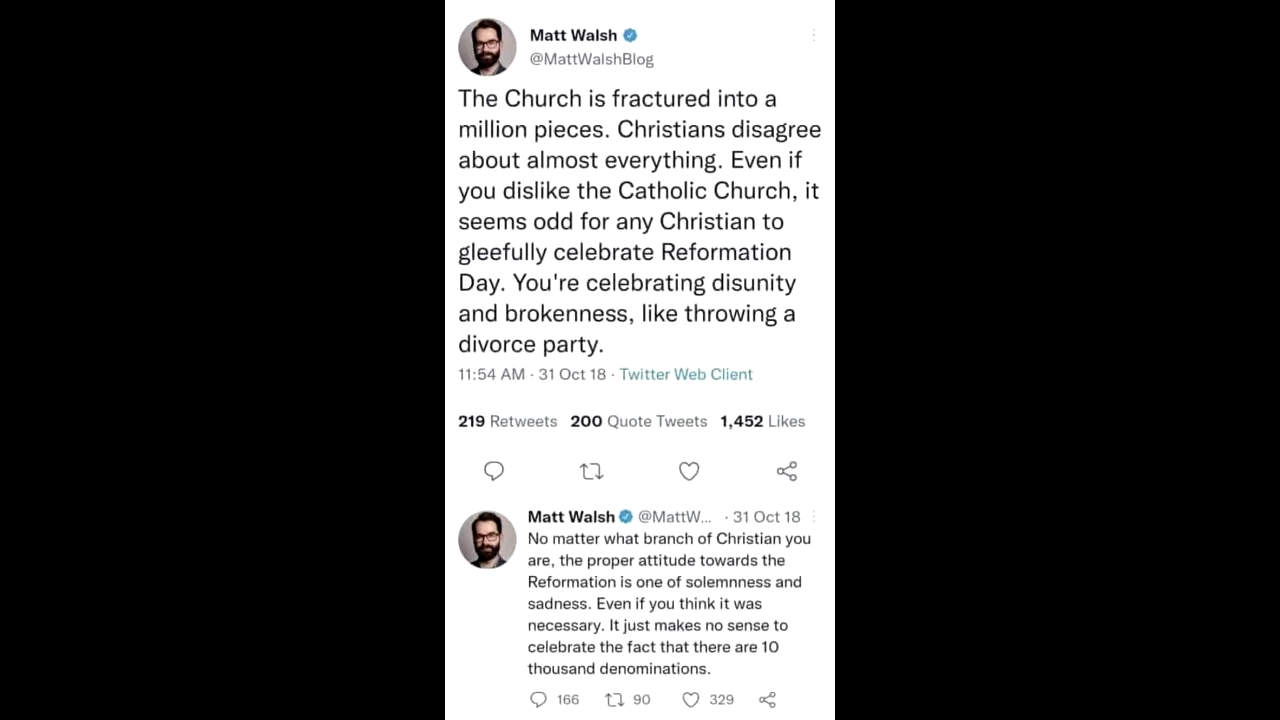 Matt Walsh
@MattWalshBlog
The Church is fractured into a
million pieces. Christians disagree
about almost everything. Even if
you dislike the Catholic Church, it
seems odd for any Christian to
gleefully celebrate Reformation
Day. You're celebrating disunity
and brokenness, like throwing a
divorce party.
11:54 AM · 31 Oct 18 · Twitter Web Client
219 Retweets 200 Quote Tweets 1,452 Likes
Matt Walsh @MattW... · 31 Oct 18
No matter what branch of Christian you
are, the proper attitude towards the
Reformation is one of solemnness and
sadness. Even if you think it was
necessary. It just makes no sense to
celebrate the fact that there are 10
thousand denominations.
166 90 329